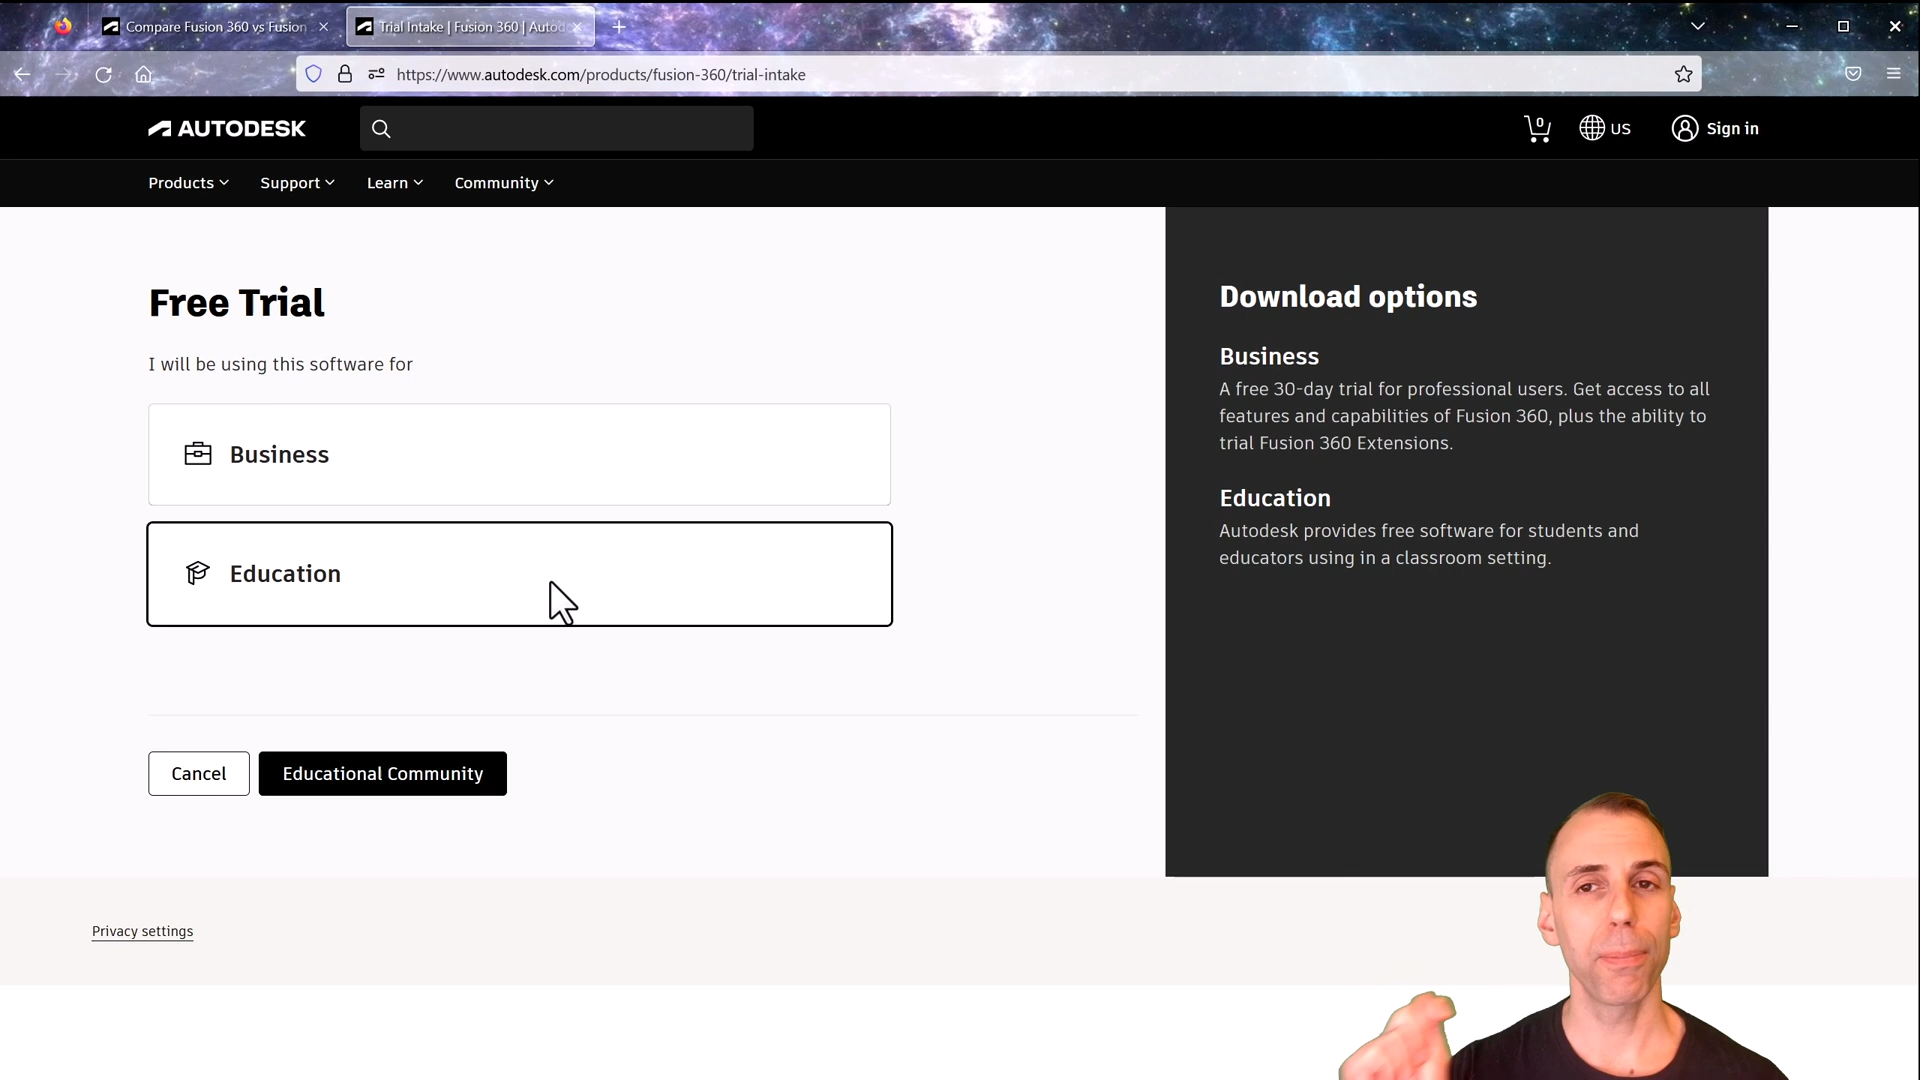 Compare Fusion 360 vs Fusion
Trial Intake | Fusion 360 | Autod
https://www.autodesk.com/products/fusion-360/trial-intake
AUTODESK
0
US
Sign in
Products
Support
Learn
Community
Free Trial
I will be using this software for
Business
Education
Cancel
Educational Community
Download options
Business
A free 30-day trial for professional users. Get access to all
features and capabilities of Fusion 360, plus the ability to
trial Fusion 360 Extensions.
Education
Autodesk provides free software for students and
educators using in a classroom setting.
Privacy settings